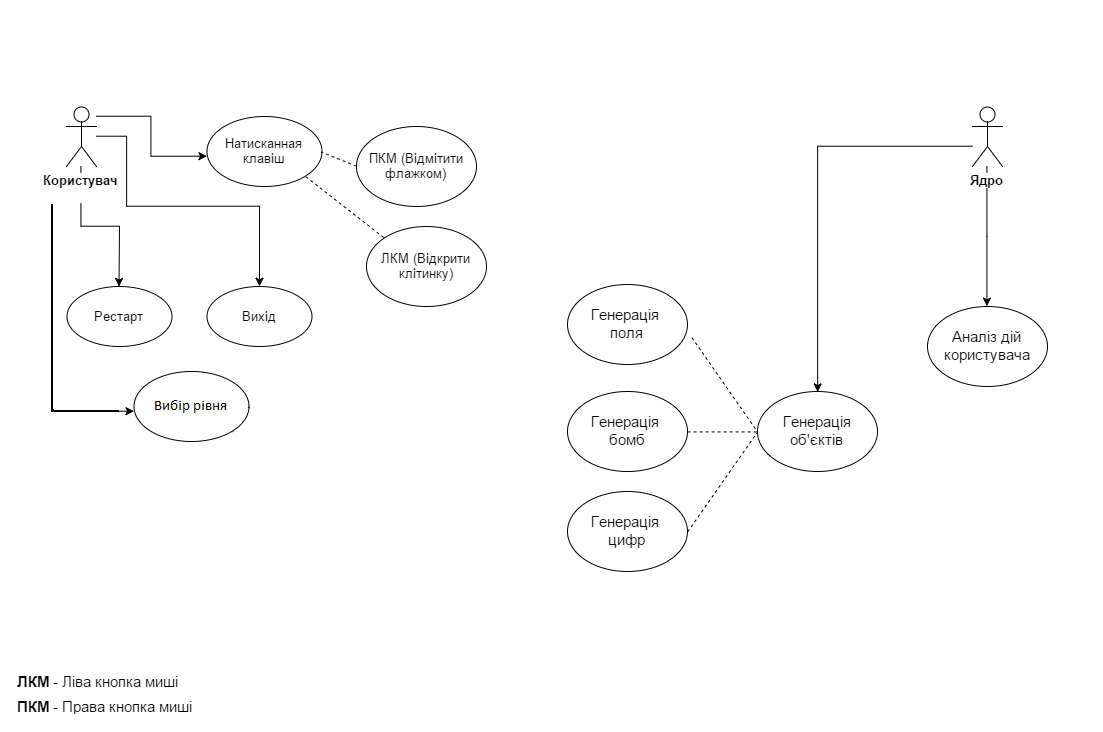 Користувач
Натисканная
клавіш
ПКМ (Відмітити
флажком)
ЛКМ (Відкрити
клітинку)
Рестарт
Вихід
Вибір рівня
Ядро
Аналіз дій
користувача
Генерація
об'єктів
Генерація
поля
Генерація
бомб
Генерація
цифр
ЛКМ - Ліва кнопка миші
ПКМ - Права кнопка миші